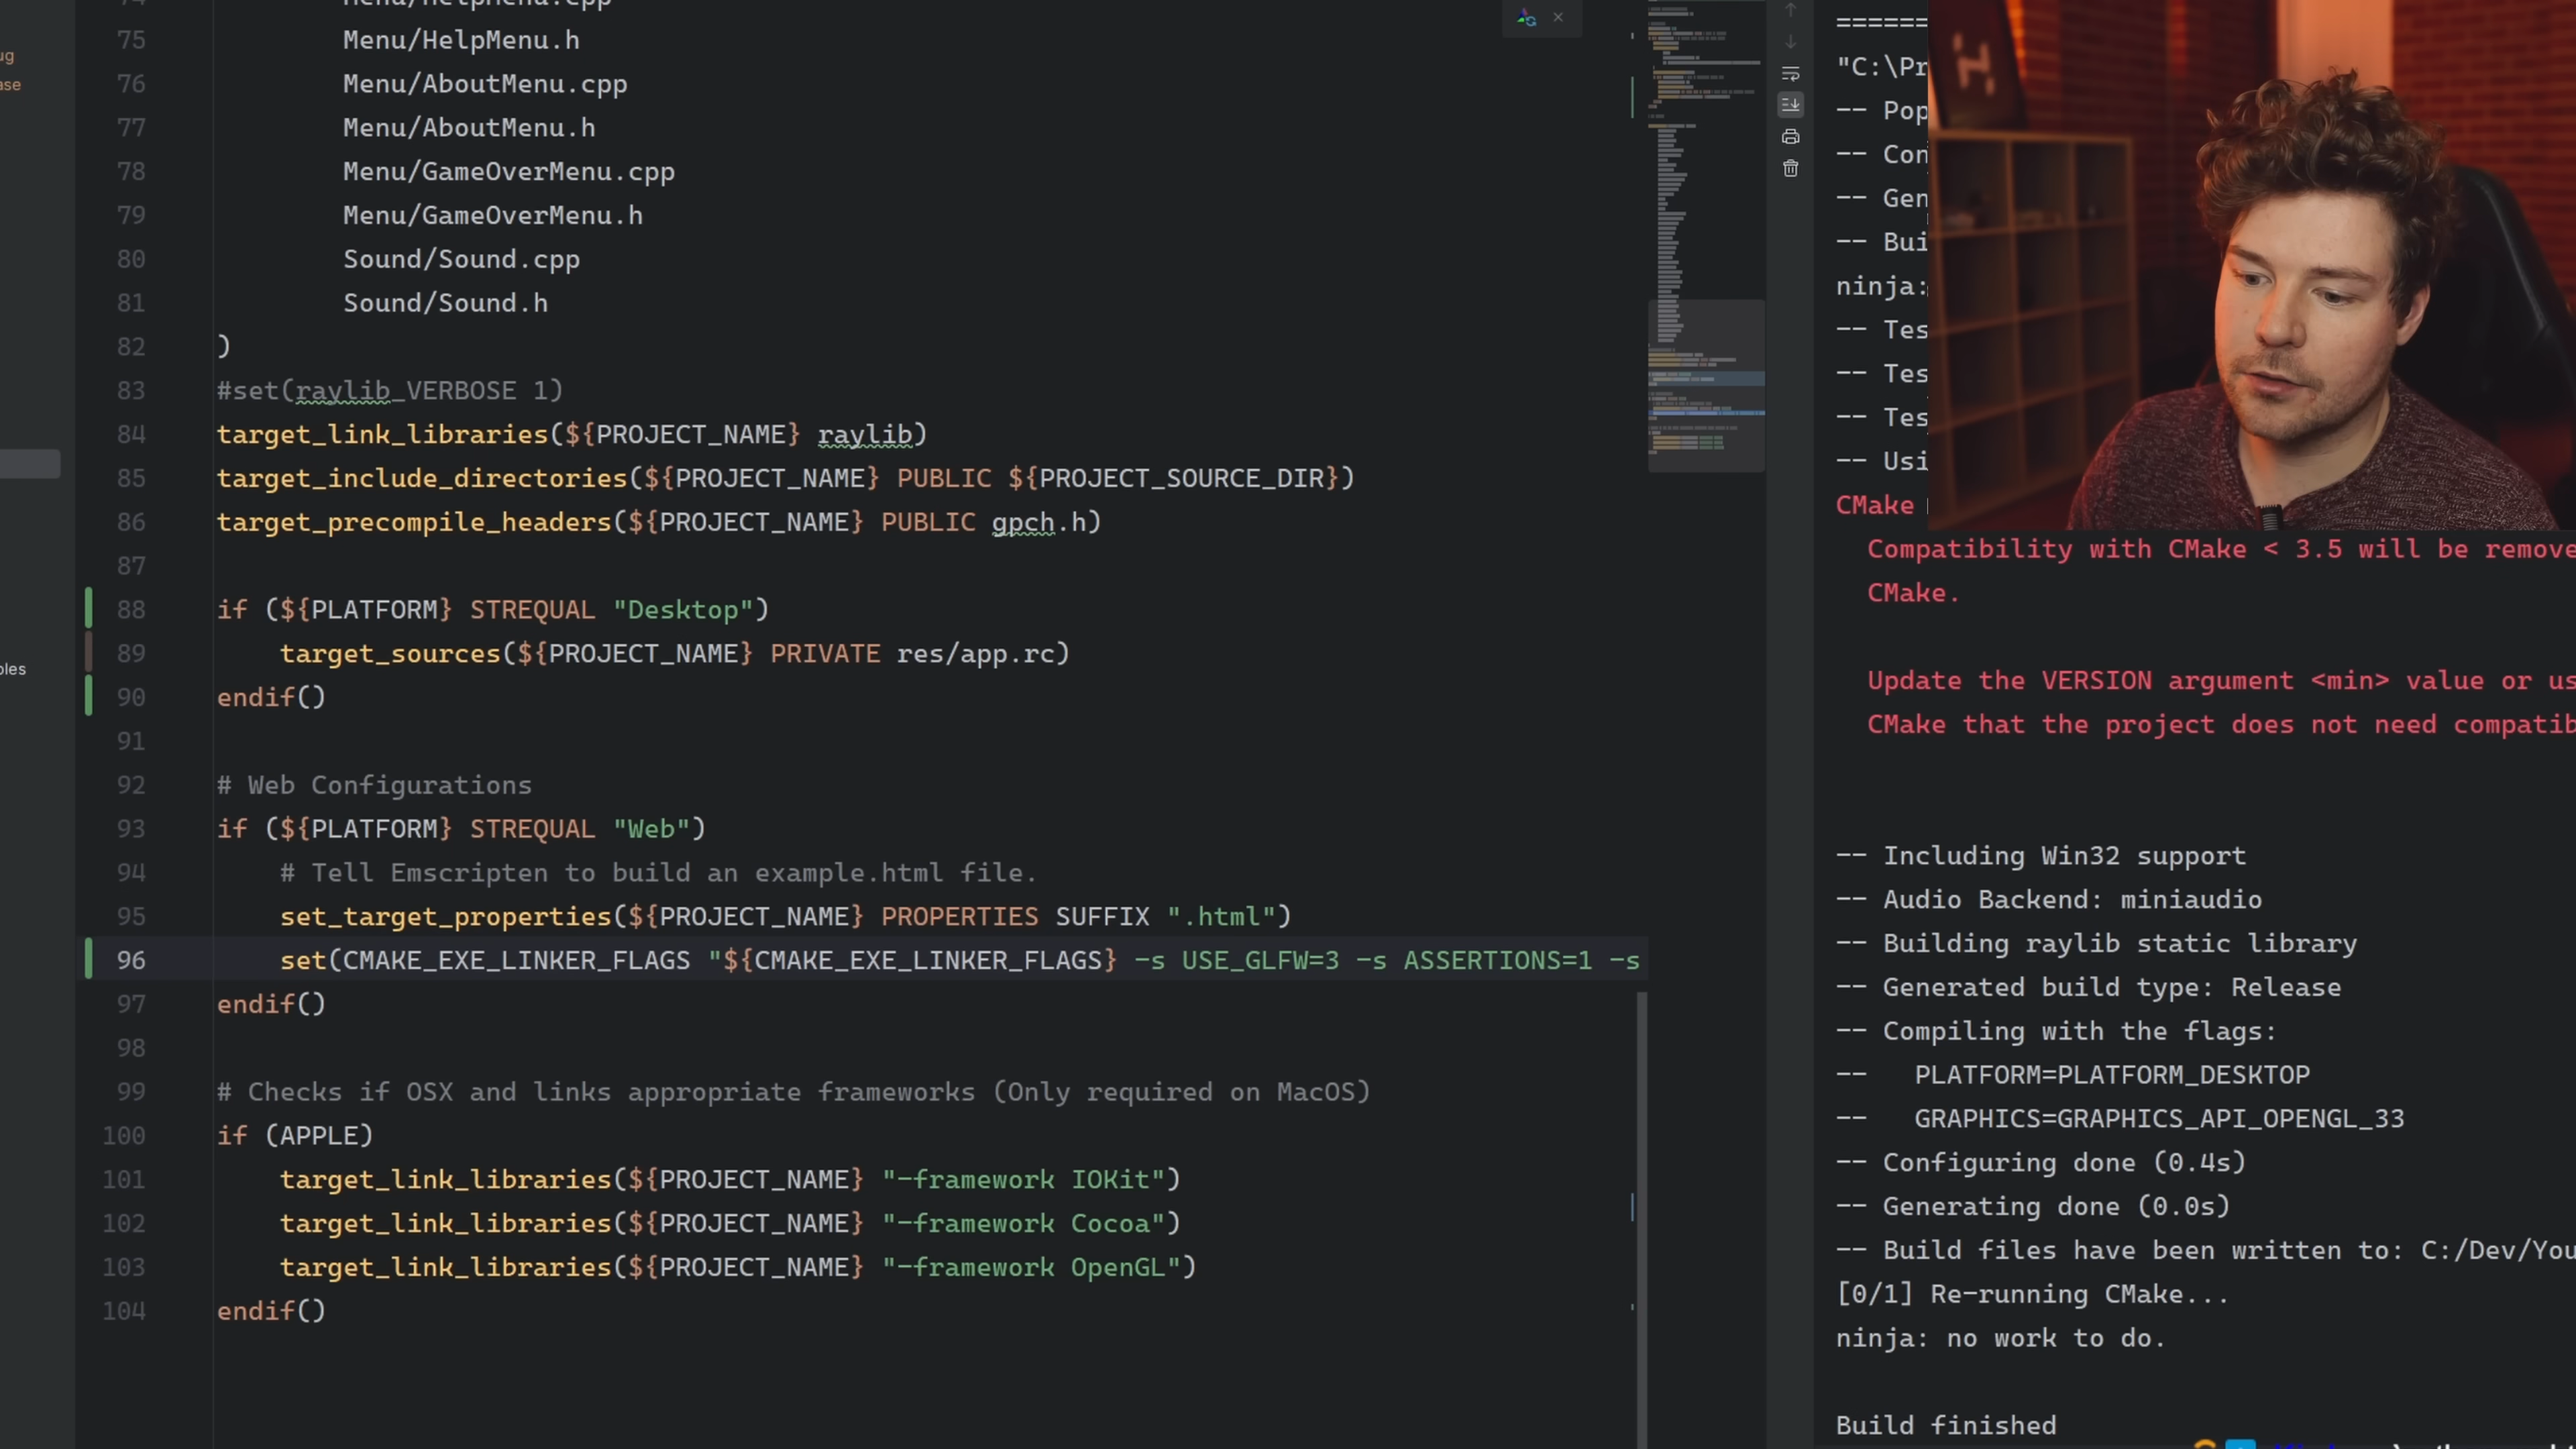 ug
ase
ples
74 Menu/HelpMenu.cpp
75 Menu/HelpMenu.h
76 Menu/AboutMenu.cpp
77 Menu/AboutMenu.h
78 Menu/GameOverMenu.cpp
79 Menu/GameOverMenu.h
80 Sound/Sound.cpp
81 Sound/Sound.h
82 )
83 #set(raylib_VERBOSE 1)
84 target_link_libraries(${PROJECT_NAME} raylib)
85 target_include_directories(${PROJECT_NAME} PUBLIC ${PROJECT_SOURCE_DIR})
86 target_precompile_headers(${PROJECT_NAME} PUBLIC gpch.h)
87
88 if (${PLATFORM} STREQUAL "Desktop")
89 target_sources(${PROJECT_NAME} PRIVATE res/app.rc)
90 endif()
91
92 # Web Configurations
93 if (${PLATFORM} STREQUAL "Web")
94 # Tell Emscripten to build an example.html file.
95 set_target_properties(${PROJECT_NAME} PROPERTIES SUFFIX ".html")
96 set(CMAKE_EXE_LINKER_FLAGS "${CMAKE_EXE_LINKER_FLAGS} -s USE_GLFW=3 -s ASSERTIONS=1 -s
97 endif()
98
99 # Checks if OSX and links appropriate frameworks (Only required on MacOS)
100 if (APPLE)
101 target_link_libraries(${PROJECT_NAME} "-framework IOKit")
102 target_link_libraries(${PROJECT_NAME} "-framework Cocoa")
103 target_link_libraries(${PROJECT_NAME} "-framework OpenGL")
104 endif()
=======
"C:\Pr
-- Pop
-- Con
-- Gen
-- Bui
ninja:
-- Tes
-- Tes
-- Tes
-- Usi
CMake
Compatibility with CMake < 3.5 will be remove
CMake.
Update the VERSION argument <min> value or us
CMake that the project does not need compatib
-- Including Win32 support
-- Audio Backend: miniaudio
-- Building raylib static library
-- Generated build type: Release
-- Compiling with the flags:
-- PLATFORM=PLATFORM_DESKTOP
-- GRAPHICS=GRAPHICS_API_OPENGL_33
-- Configuring done (0.4s)
-- Generating done (0.0s)
-- Build files have been written to: C:/Dev/You
[0/1] Re-running CMake...
ninja: no work to do.
Build finished